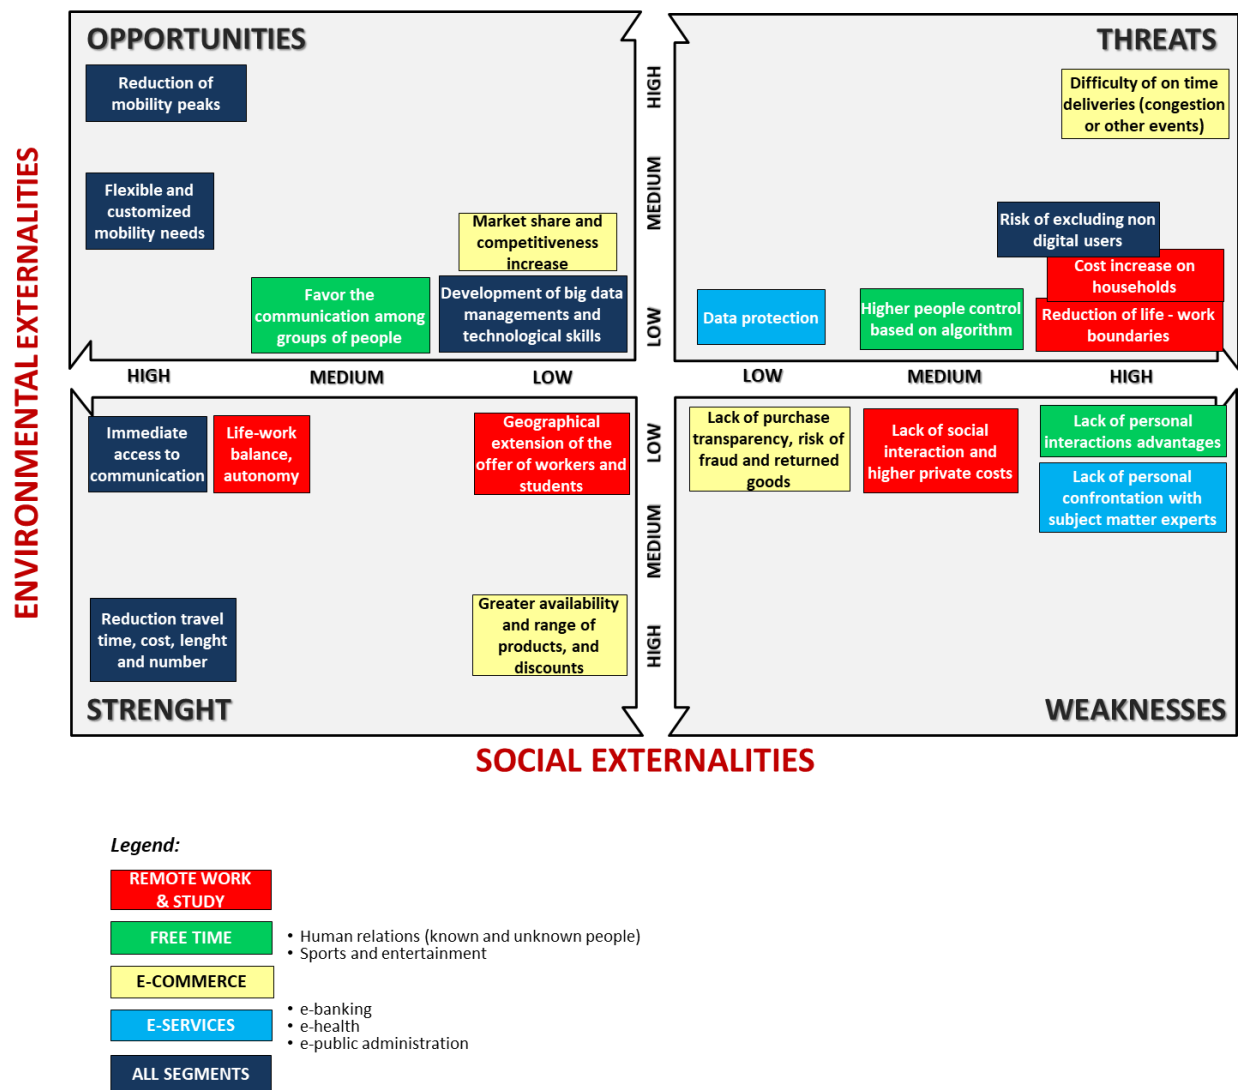 OPPORTUNITIES
Reduction of
mobility peaks
Flexible and
customized
mobility needs
Market share and
competitiveness
increase
Favor the
communication among
groups of people
Development of big data
managements and
technological skills
THREATS
Difficulty of on time
deliveries (congestion
or other events)
Risk of excluding non
digital users
Cost increase on
households
Data protection
Higher people control
based on algorithm
Reduction of life - work
boundaries
HIGH
MEDIUM
LOW
HIGH
MEDIUM
LOW
LOW
MEDIUM
HIGH
ENVIRONMENTAL EXTERNALITIES
Immediate
access to
communication
Life-work
balance,
autonomy
Geographical
extension of the
offer of workers and
students
Reduction travel
time, cost, lenght
and number
Greater availability
and range of
products, and
discounts
STRENGHT
LOW
MEDIUM
HIGH
Lack of purchase
transparency, risk of
fraud and returned
goods
Lack of social
interaction and
higher private costs
Lack of personal
interactions advantages
Lack of personal
confrontation with
subject matter experts
WEAKNESSES
SOCIAL EXTERNALITIES
Legend:
REMOTE WORK
& STUDY
FREE TIME
• Human relations (known and unknown people)
• Sports and entertainment
E-COMMERCE
E-SERVICES
• e-banking
• e-health
• e-public administration
ALL SEGMENTS